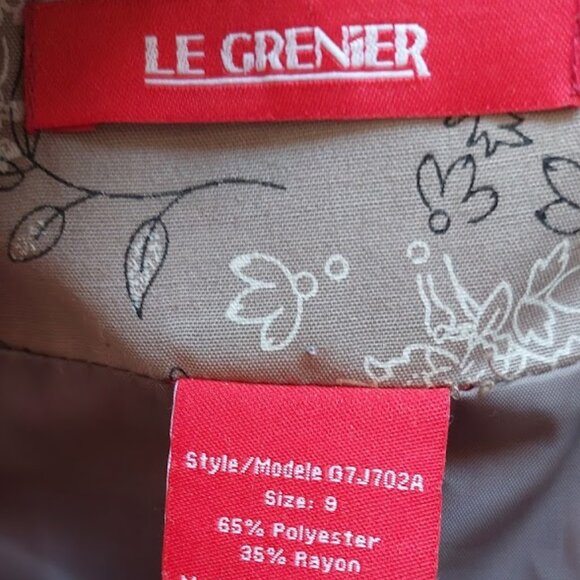 LE GRENIER
Style/Modele G7J702A
Size: 9
65% Polyester
35% Rayon